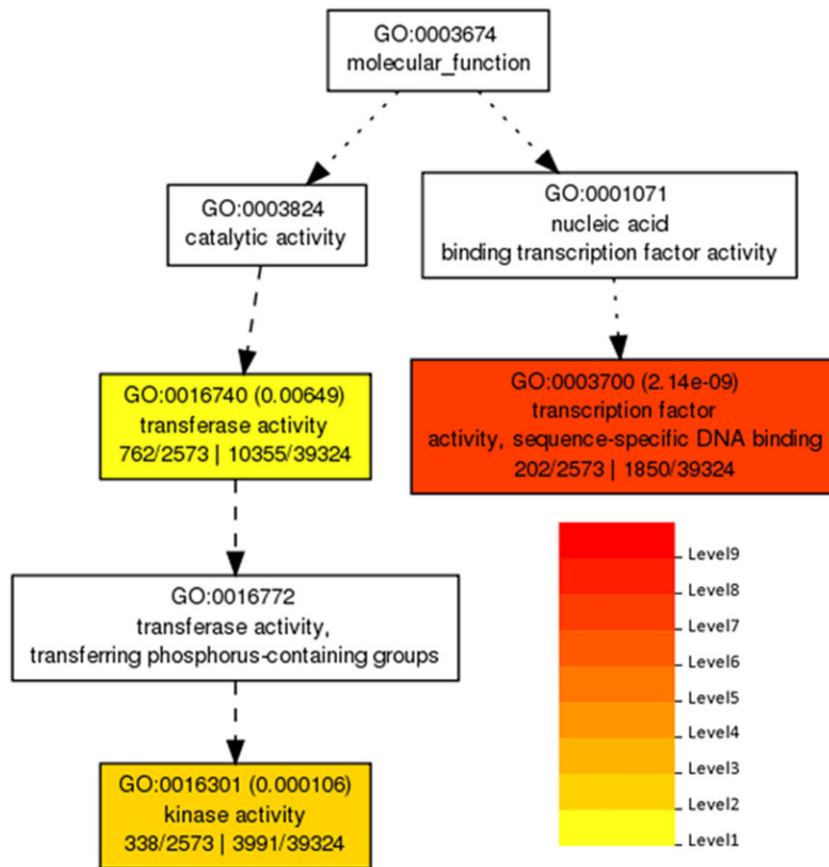 GO:0003674
molecular_function
GO:0003824
catalytic activity
GO:0001071
nucleic acid
binding transcription factor activity
GO:0016740 (0.00649)
transferase activity
762/2573 | 10355/39324
GO:0003700 (2.14e-09)
transcription factor
activity, sequence-specific DNA binding
202/2573 | 1850/39324
GO:0016772
transferase activity,
transferring phosphorus-containing groups
GO:0016301 (0.000106)
kinase activity
338/2573 | 3991/39324
Level9
Level8
Level7
Level6
Level5
Level4
Level3
Level2
Level1